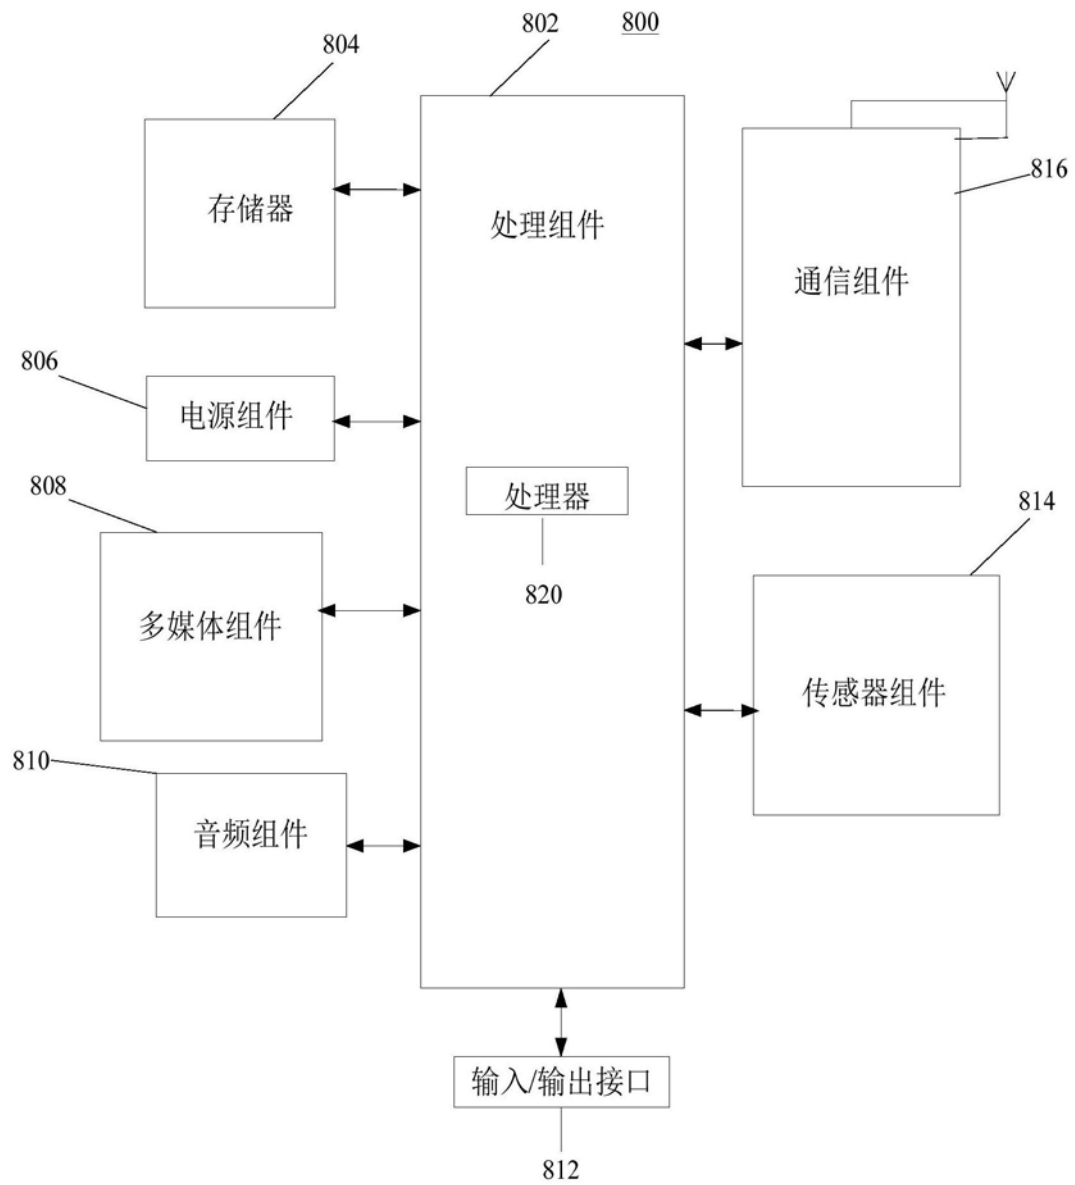 802
800
804
816
存储器
处理组件
通信组件
806
电源组件
808
处理器
814
820
多媒体组件
传感器组件
810
音频组件
输入/输出接口
812